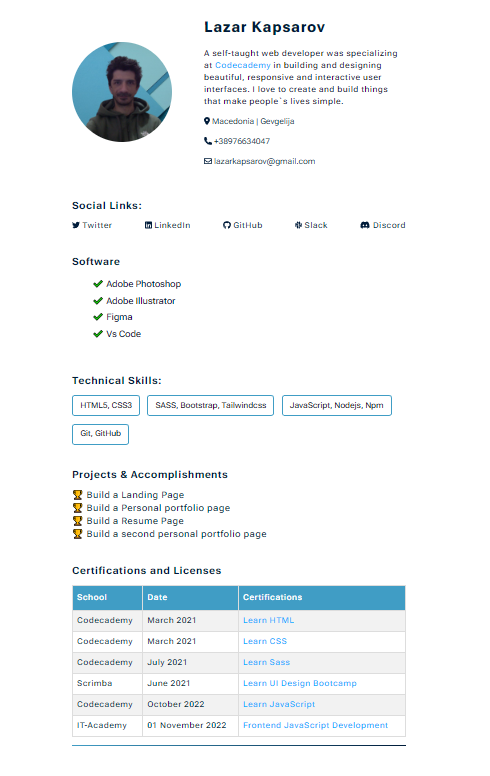 Lazar Kapsarov
A self-taught web developer was specializing
at Codecademy in building and designing
beautiful, responsive and interactive user
interfaces. I love to create and build things
that make people`s lives simple.
Macedonia | Gevgelija
+38976634047
lazarkapsarov@gmail.com
Social Links:
Twitter LinkedIn GitHub Slack Discord
Software
Adobe Photoshop
Adobe Illustrator
Figma
Vs Code
Technical Skills:
HTML5, CSS3 SASS, Bootstrap, Tailwindcss JavaScript, Nodejs, Npm
Git, GitHub
Projects & Accomplishments
Build a Landing Page
Build a Personal portfolio page
Build a Resume Page
Build a second personal portfolio page
Certifications and Licenses
School Date Certifications
Codecademy March 2021 Learn HTML
Codecademy March 2021 Learn CSS
Codecademy July 2021 Learn Sass
Scrimba June 2021 Learn UI Design Bootcamp
Codecademy October 2022 Learn JavaScript
IT-Academy 01 November 2022 Frontend JavaScript Development